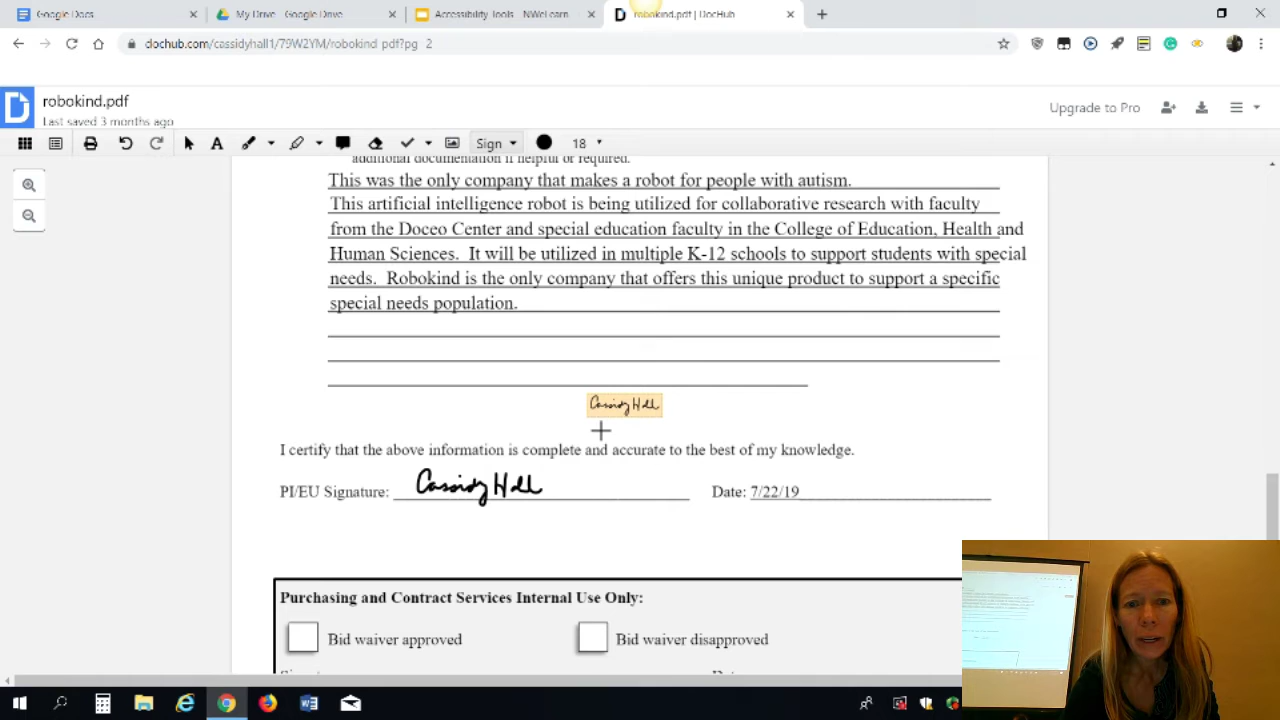 Google Docs
My Drive - Google Drive
Accessibility Tools - NWeLearn
robokind.pdf | DocHub
dochub.com/cassidyhall1/79W2YM/robokind-pdf?pg=2
robokind.pdf
Last saved 3 months ago
Upgrade to Pro
A
Sign
18
additional documentation if helpful or required.
This was the only company that makes a robot for people with autism.
This artificial intelligence robot is being utilized for collaborative research with faculty
from the Doceo Center and special education faculty in the College of Education, Health and
Human Sciences. It will be utilized in multiple K-12 schools to support students with special
needs. Robokind is the only company that offers this unique product to support a specific
special needs population.
Cassidy Hall
I certify that the above information is complete and accurate to the best of my knowledge.
PI/EU Signature: Cassidy Hall Date: 7/22/19
Purchasing and Contract Services Internal Use Only:
Bid waiver approved Bid waiver disapproved